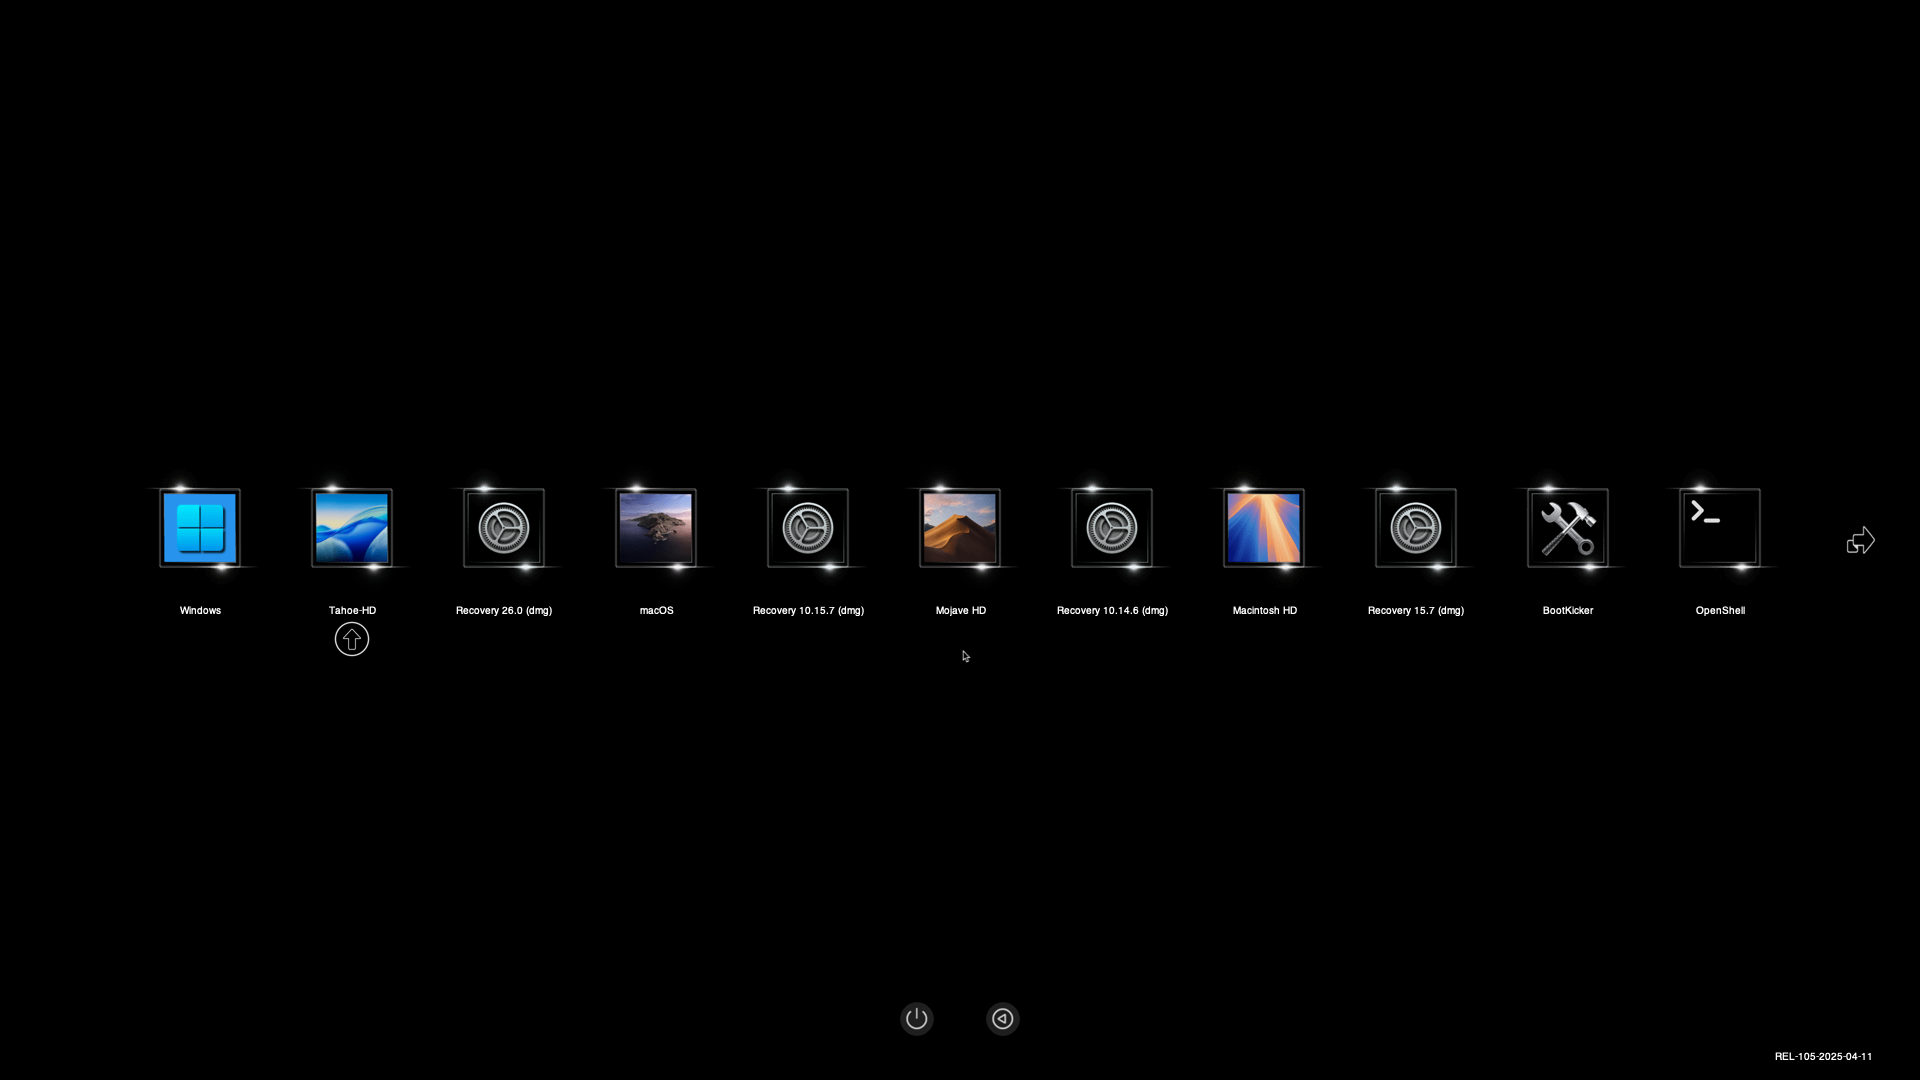 Windows
Tahoe-HD
Recovery 26.0 (dmg)
macOS
Recovery 10.15.7 (dmg)
Mojave HD
Recovery 10.14.6 (dmg)
Macintosh HD
Recovery 15.7 (dmg)
BootKicker
OpenShell
REL-105-2025-04-11